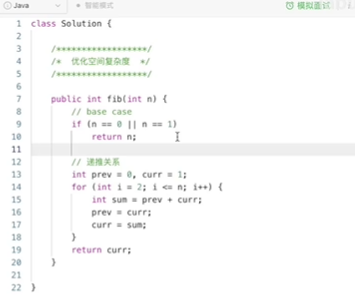 Java
智能模式
模拟面试
1 class Solution {
2
3 /******************/
4 /* 优化空间复杂度 */
5 /******************/
6
7 public int fib(int n) {
8 // base case
9 if (n == 0 || n == 1)
10 return n;
11
12 // 递推关系
13 int prev = 0, curr = 1;
14 for (int i = 2; i <= n; i++) {
15 int sum = prev + curr;
16 prev = curr;
17 curr = sum;
18 }
19 return curr;
20 }
21
22 }